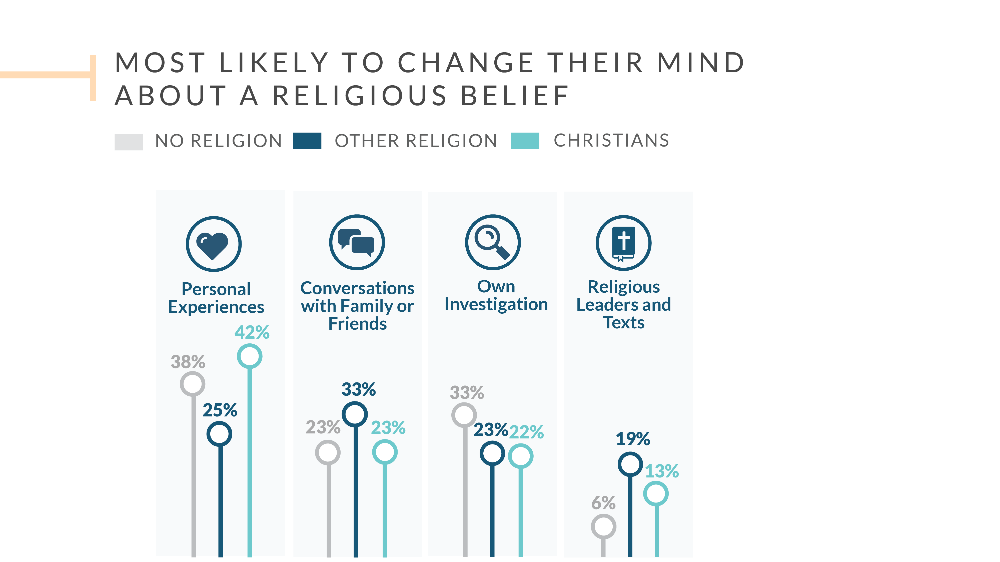 MOST LIKELY TO CHANGE THEIR MIND
ABOUT A RELIGIOUS BELIEF
NO RELIGION
OTHER RELIGION
CHRISTIANS
Personal
Experiences
38%
25%
42%
Conversations
with Family or
Friends
23%
33%
23%
Own
Investigation
33%
23%
22%
Religious
Leaders and
Texts
6%
19%
13%